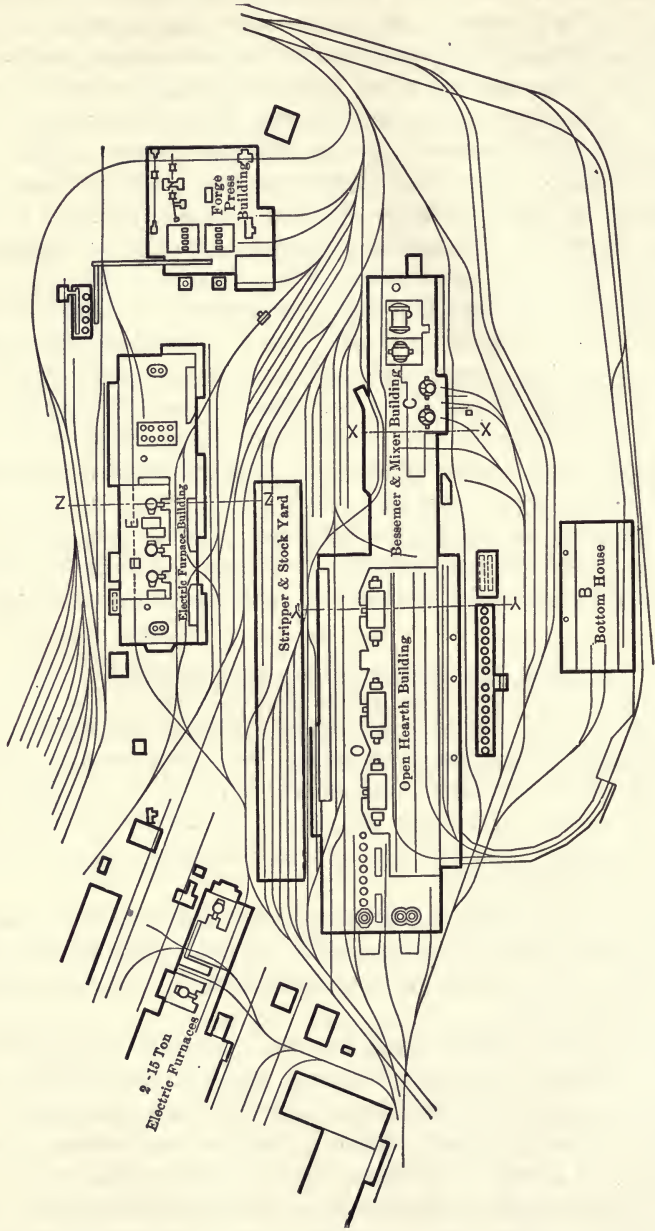 Forge
Press
Building
Z
Electric Furnace Building
E
Z
Stripper & Stock Yard
X
Bessemer & Mixer Building
C
X
Y
Open Hearth Building
O
Y
B
Bottom House
2 - 15 Ton
Electric Furnaces